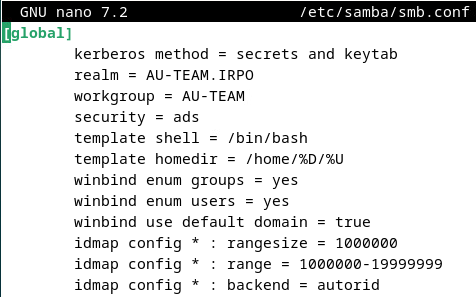 GNU nano 7.2 /etc/samba/smb.conf
[global]
kerberos method = secrets and keytab
realm = AU-TEAM.IRPO
workgroup = AU-TEAM
security = ads
template shell = /bin/bash
template homedir = /home/%D/%U
winbind enum groups = yes
winbind enum users = yes
winbind use default domain = true
idmap config * : rangesize = 1000000
idmap config * : range = 1000000-19999999
idmap config * : backend = autorid